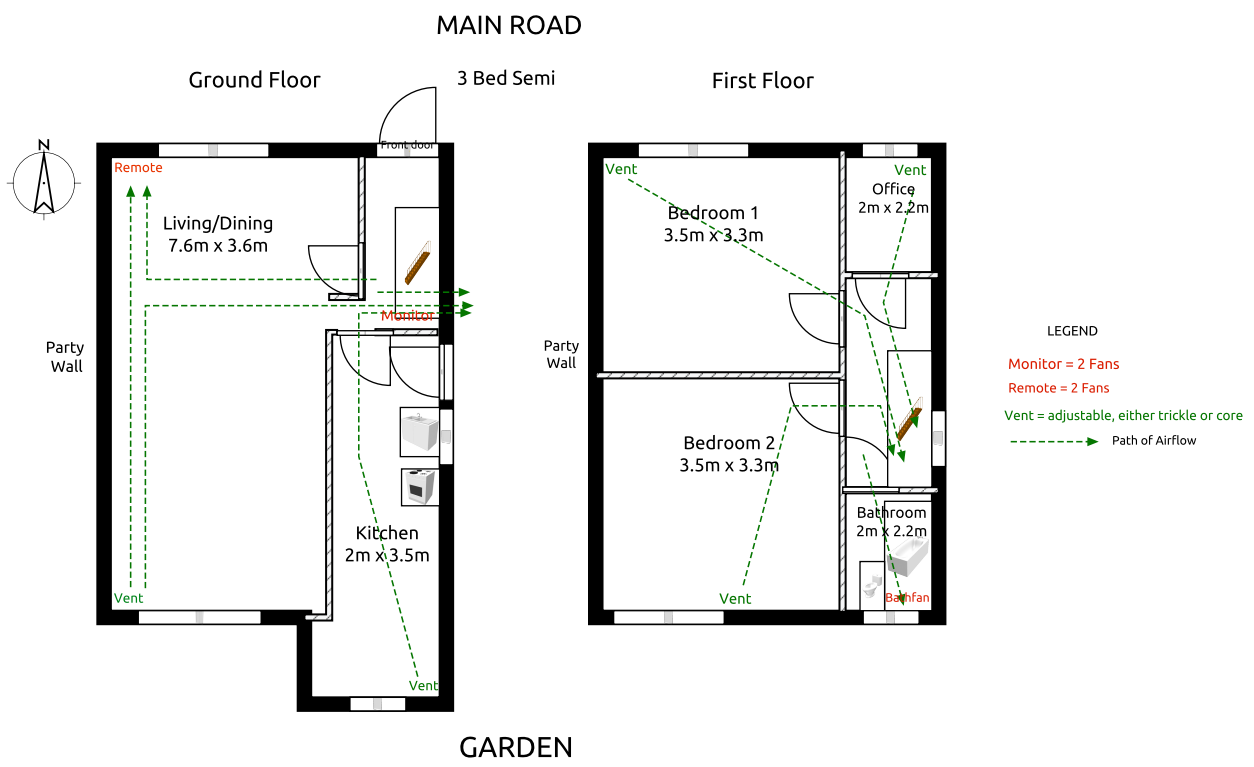 MAIN ROAD
Ground Floor
3 Bed Semi
First Floor
N
Front door
Remote
Living/Dining
7.6m x 3.6m
Monitor
Party
Wall
Kitchen
2m x 3.5m
Vent
Vent
Vent
Vent
Office
2m x 2.2m
Bedroom 1
3.5m x 3.3m
Party
Wall
Bedroom 2
3.5m x 3.3m
Bathroom
2m x 2.2m
Vent
Bathfan
LEGEND
Monitor = 2 Fans
Remote = 2 Fans
Vent = adjustable, either trickle or core
Path of Airflow
GARDEN